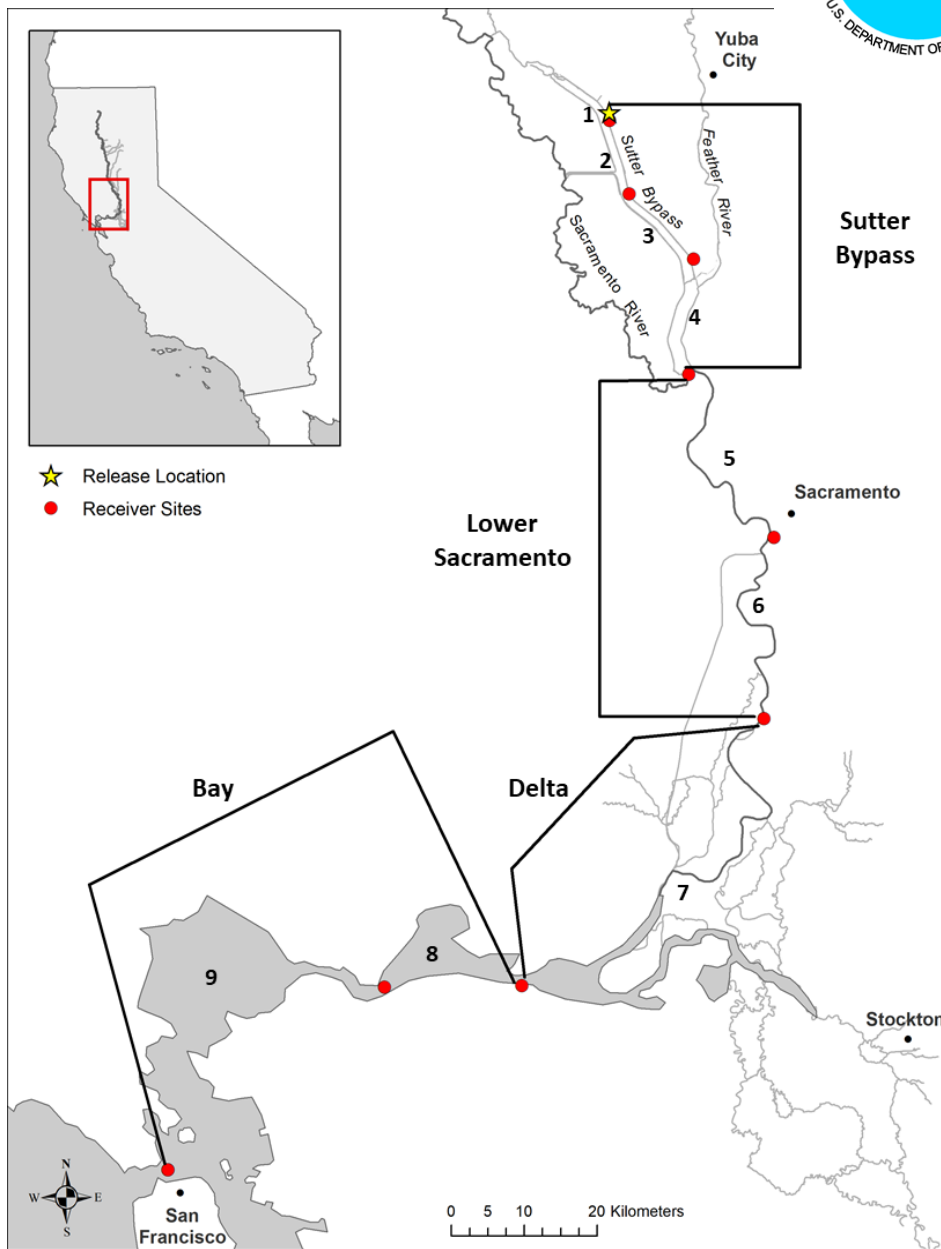 U.S. DEPARTMENT OF
Yuba
City
1
2
Sutter
Bypass
3
4
Feather
River
Sacramento
River
Sutter
Bypass
Release Location
Receiver Sites
5
Sacramento
Lower
Sacramento
6
Bay
Delta
7
8
9
Stockton
N
W
E
S
San
Francisco
0 5 10 20 Kilometers